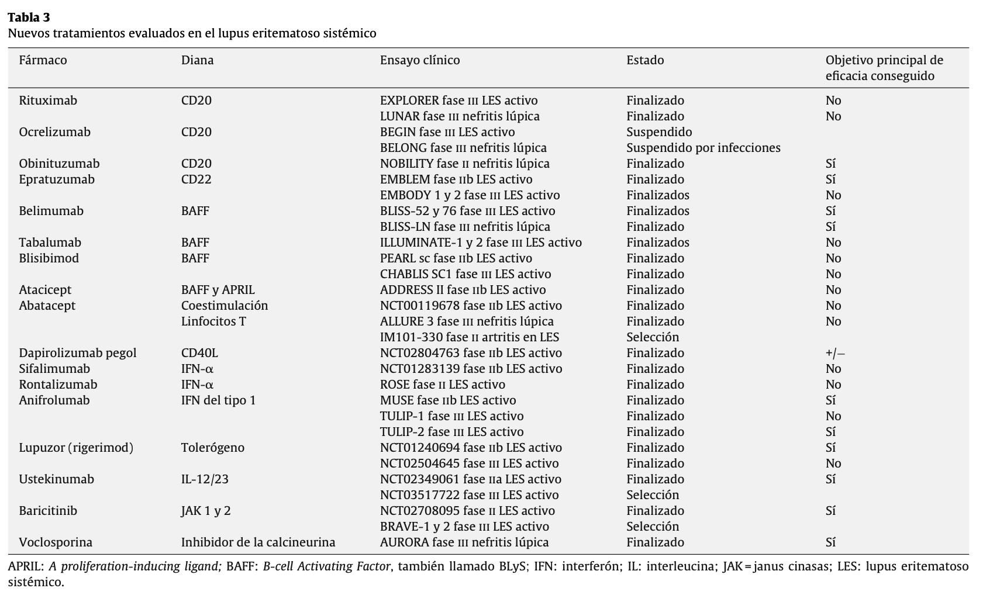 Tabla 3
Nuevos tratamientos evaluados en el lupus eritematoso sistémico
Fármaco Diana Ensayo clínico Estado Objetivo principal de
eficacia conseguido
Rituximab CD20 EXPLORER fase III LES activo Finalizado No
LUNAR fase III nefritis lúpica Finalizado No
Ocrelizumab CD20 BEGIN fase III LES activo Suspendido
BELONG fase III nefritis lúpica Suspendido por infecciones
Obinituzumab CD20 NOBILITY fase II nefritis lúpica Finalizado Sí
Epratuzumab CD22 EMBLEM fase IIb LES activo Finalizado Sí
EMBODY 1 y 2 fase III LES activo Finalizados No
Belimumab BAFF BLISS-52 y 76 fase III LES activo Finalizados Sí
BLISS-LN fase III nefritis lúpica Finalizado Sí
Tabalumab BAFF ILLUMINATE-1 y 2 fase III LES activo Finalizados No
Blisibimod BAFF PEARL sc fase IIb LES activo Finalizado No
CHABLIS SC1 fase III LES activo Finalizado No
Atacicept BAFF y APRIL ADDRESS II fase IIb LES activo Finalizado No
Abatacept Coestimulación NCT00119678 fase IIb LES activo Finalizado No
Linfocitos T ALLURE 3 fase III nefritis lúpica Finalizado No
IM101-330 fase II artritis en LES Selección
Dapirolizumab pegol CD40L NCT02804763 fase IIb LES activo Finalizado +/−
Sifalimumab IFN-α NCT01283139 fase IIb LES activo Finalizado No
Rontalizumab IFN-α ROSE fase II LES activo Finalizado No
Anifrolumab IFN del tipo 1 MUSE fase IIb LES activo Finalizado Sí
TULIP-1 fase III LES activo Finalizado No
TULIP-2 fase III LES activo Finalizado Sí
Lupuzor (rigerimod) Tolerógeno NCT01240694 fase IIb LES activo Finalizado Sí
NCT02504645 fase III LES activo Finalizado No
Ustekinumab IL-12/23 NCT02349061 fase IIa LES activo Finalizado Sí
NCT03517722 fase III LES activo Selección
Baricitinib JAK 1 y 2 NCT02708095 fase II LES activo Finalizado Sí
BRAVE-1 y 2 fase III LES activo Selección
Voclosporina Inhibidor de la calcineurina AURORA fase III nefritis lúpica Finalizado Sí
APRIL: A proliferation-inducing ligand; BAFF: B-cell Activating Factor, también llamado BLyS; IFN: interferón; IL: interleucina; JAK = janus cinasas; LES: lupus eritematoso
sistémico.